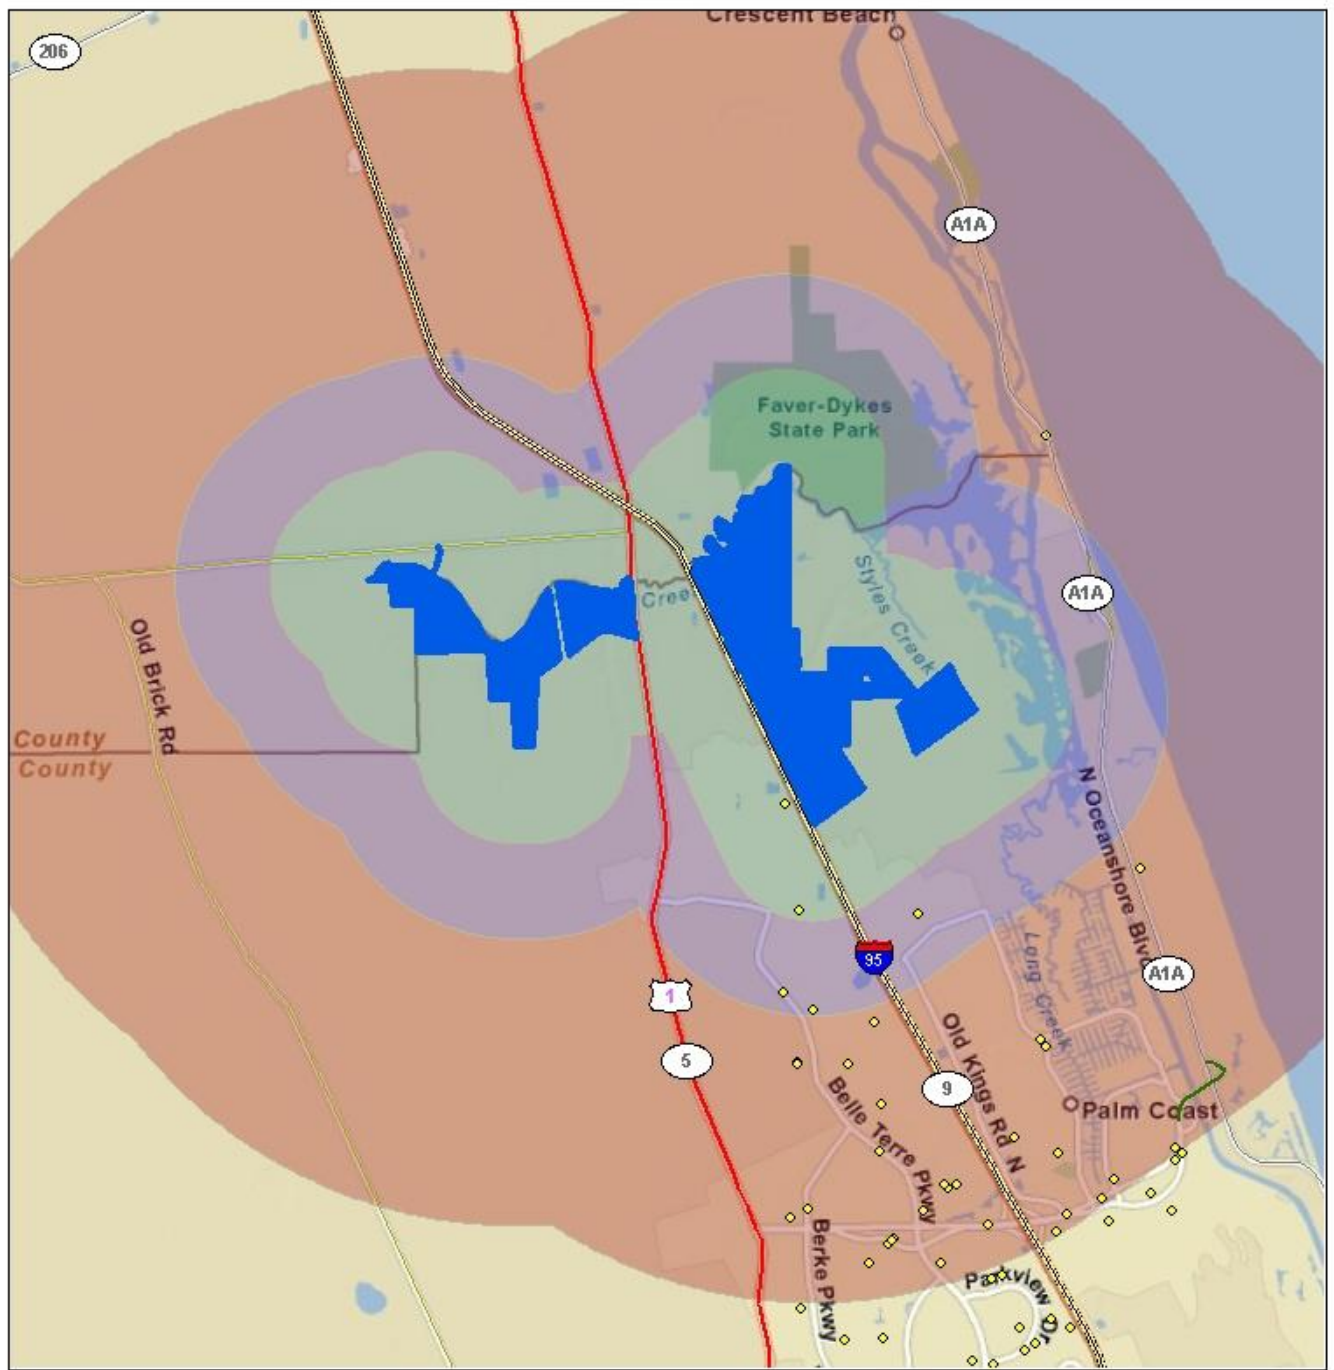 Crescent Beach
206
A1A
Faver-Dykes
State Park
Styles Creek
Cree
A1A
Old Brick Rd
County
County
N Oceanshore Blvd
Long Creek
95
A1A
1
5
Old Kings Rd N
9
Palm Coast
Belle Terre Pkwy
Berke Pkwy
Parkview Dr